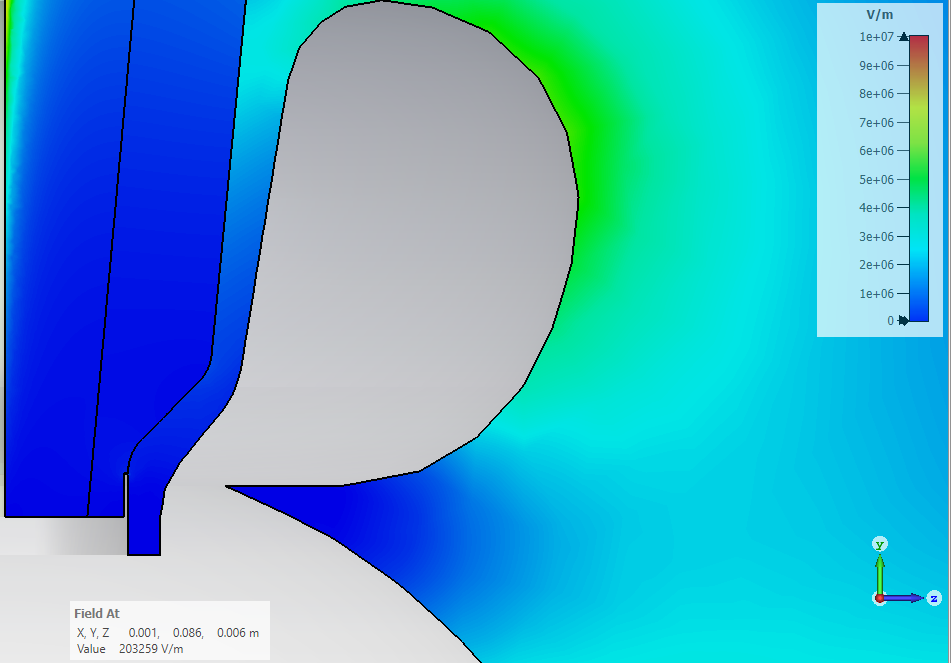 V/m
1e+07
9e+06
8e+06
7e+06
6e+06
5e+06
4e+06
3e+06
2e+06
1e+06
0
y
z
Field At
X, Y, Z 0.001, 0.086, 0.006 m
Value 203259 V/m